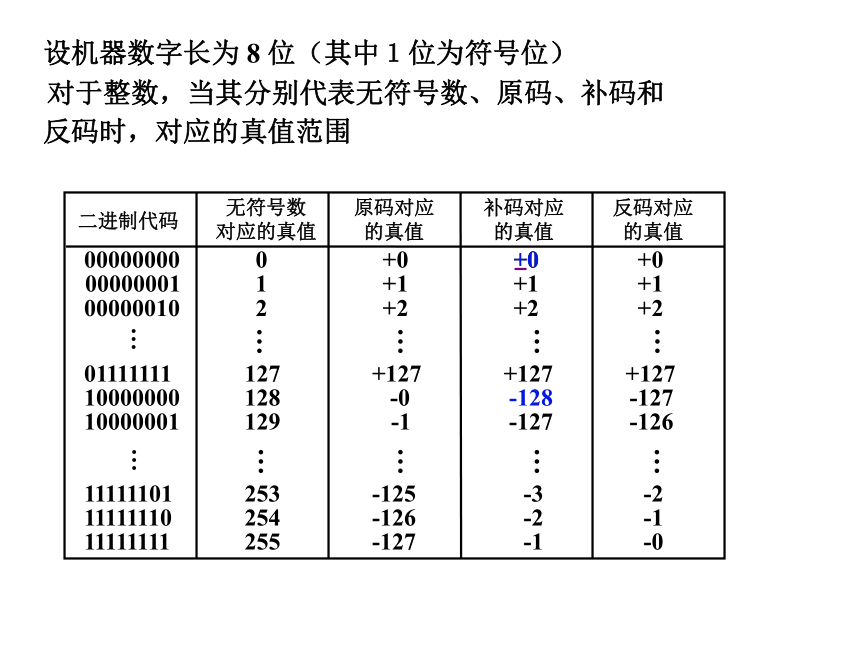 设机器数字长为 8 位（其中１位为符号位）
对于整数，当其分别代表无符号数、原码、补码和
反码时，对应的真值范围
二进制代码 无符号数对应的真值 原码对应的真值 补码对应的真值 反码对应的真值
00000000 0 +0 ±0 +0
00000001 1 +1 +1 +1
00000010 2 +2 +2 +2
⋮ ⋮ ⋮ ⋮ ⋮
01111111 127 +127 +127 +127
10000000 128 -0 -128 -127
10000001 129 -1 -127 -126
⋮ ⋮ ⋮ ⋮ ⋮
11111101 253 -125 -3 -2
11111110 254 -126 -2 -1
11111111 255 -127 -1 -0